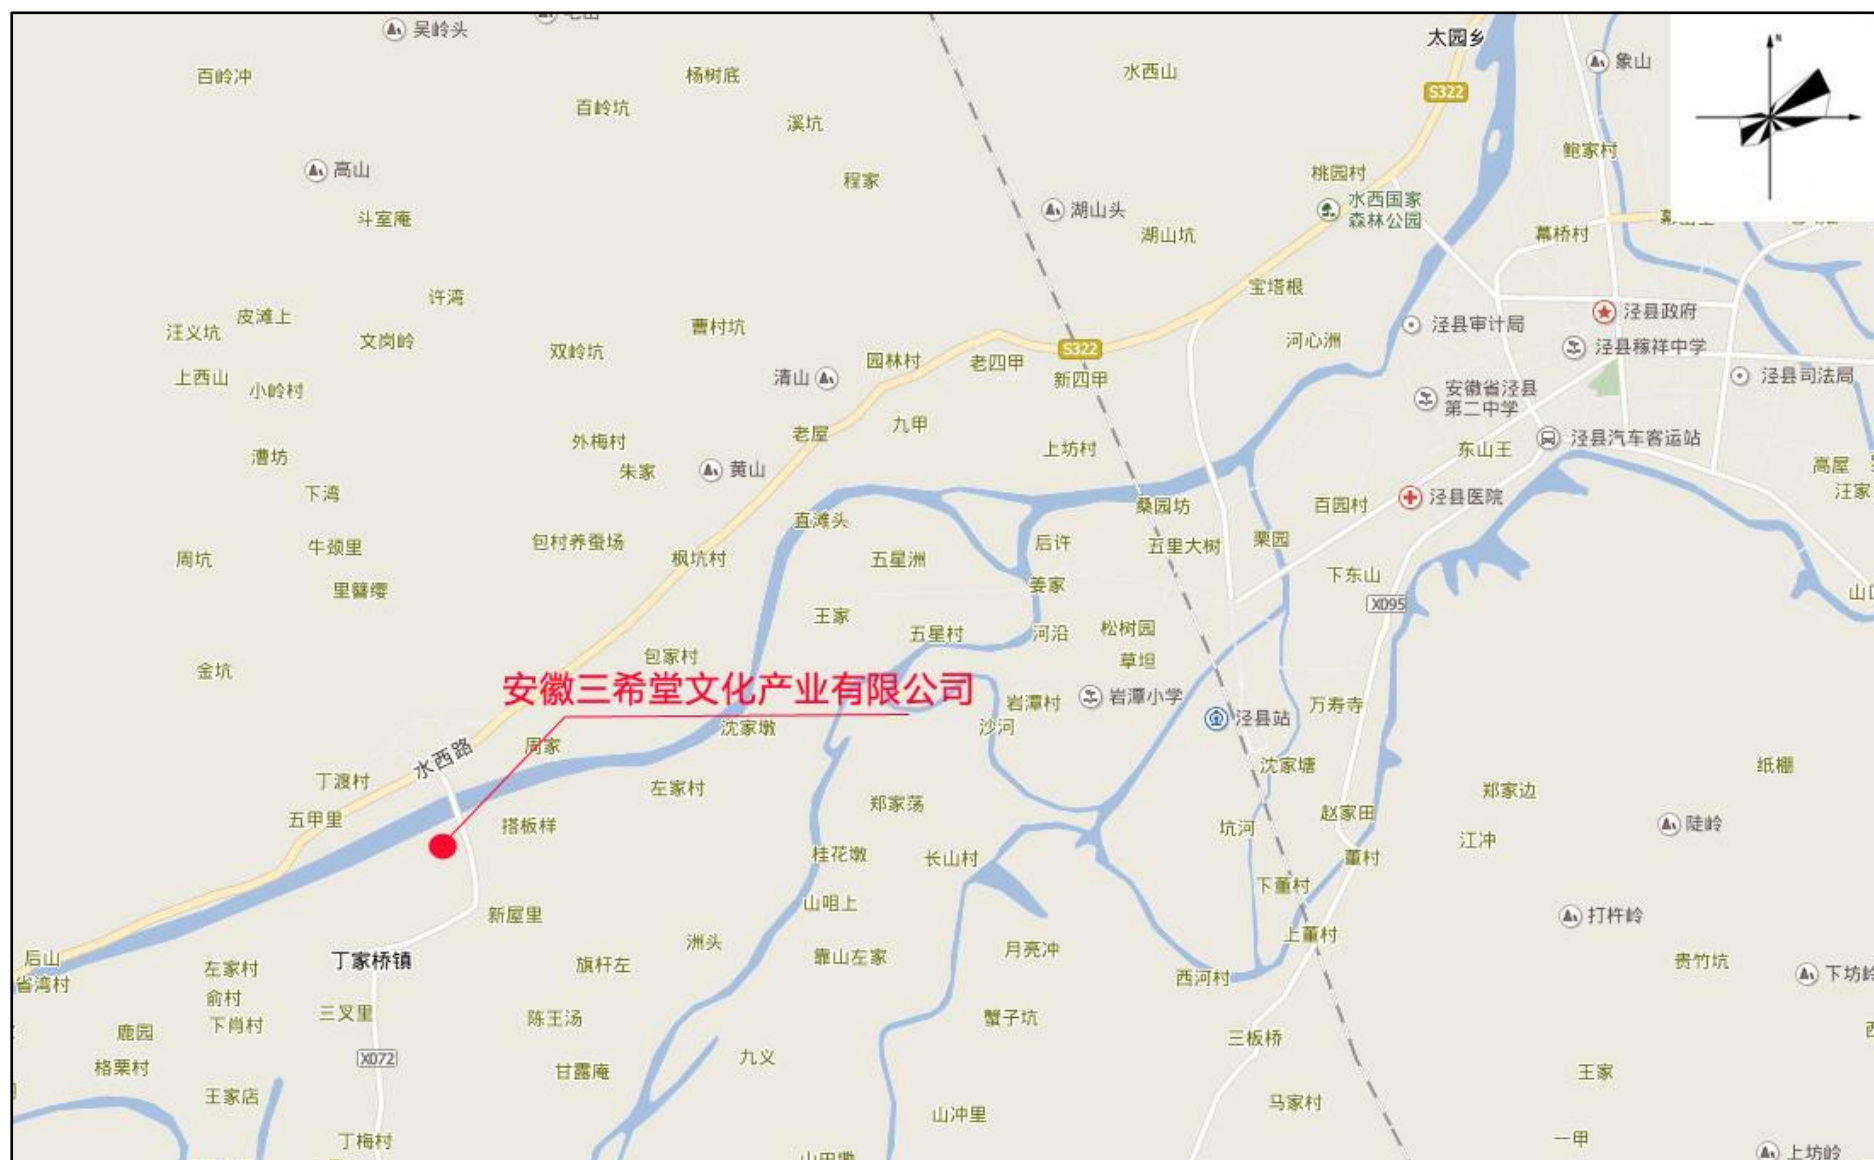 吴岭头
太园乡
象山
百岭冲
杨树底
水西山
S322
百岭坑
溪坑
鲍家村
高山
程家
桃园村
水西国家
森林公园
斗室庵
湖山头
湖山坑
幕桥村
N
许湾
宝塔根
皮滩上
汪义坑
文岗岭
曹村坑
双岭坑
园林村
老四甲
S322
新四甲
河心洲
泾县审计局
泾县政府
泾县稼祥中学
泾县司法局
上西山
小岭村
清山
安徽省泾县
第二中学
九甲
老屋
外梅村
朱家
黄山
上坊村
东山王
泾县汽车客运站
高屋
汪家
漕坊
下湾
直滩头
桑园坊
百园村
泾县医院
周坑
牛颈里
包村养蚕场
枫坑村
五星洲
后许
五里大树
栗园
里簪缨
姜家
下东山
X095
王家
五星村
河沿
松树园
草坦
金坑
包家村
安徽三希堂文化产业有限公司
岩潭村
岩潭小学
万寿寺
沈家墩
沙河
泾县站
周家
水西路
丁渡村
左家村
郑家荡
沈家塘
郑家边
纸棚
五甲里
搭板样
坑河
赵家田
江冲
陡岭
桂花墩
长山村
董村
山咀上
下董村
新屋里
打杵岭
洲头
靠山左家
月亮冲
上董村
后山
省湾村
左家村
丁家桥镇
旗杆左
西河村
贵竹坑
下坊岭
俞村
三叉里
下肖村
鹿园
陈王汤
蟹子坑
三板桥
格栗村
X072
甘露庵
九义
王家
王家店
山冲里
马家村
丁梅村
一甲
上坊岭